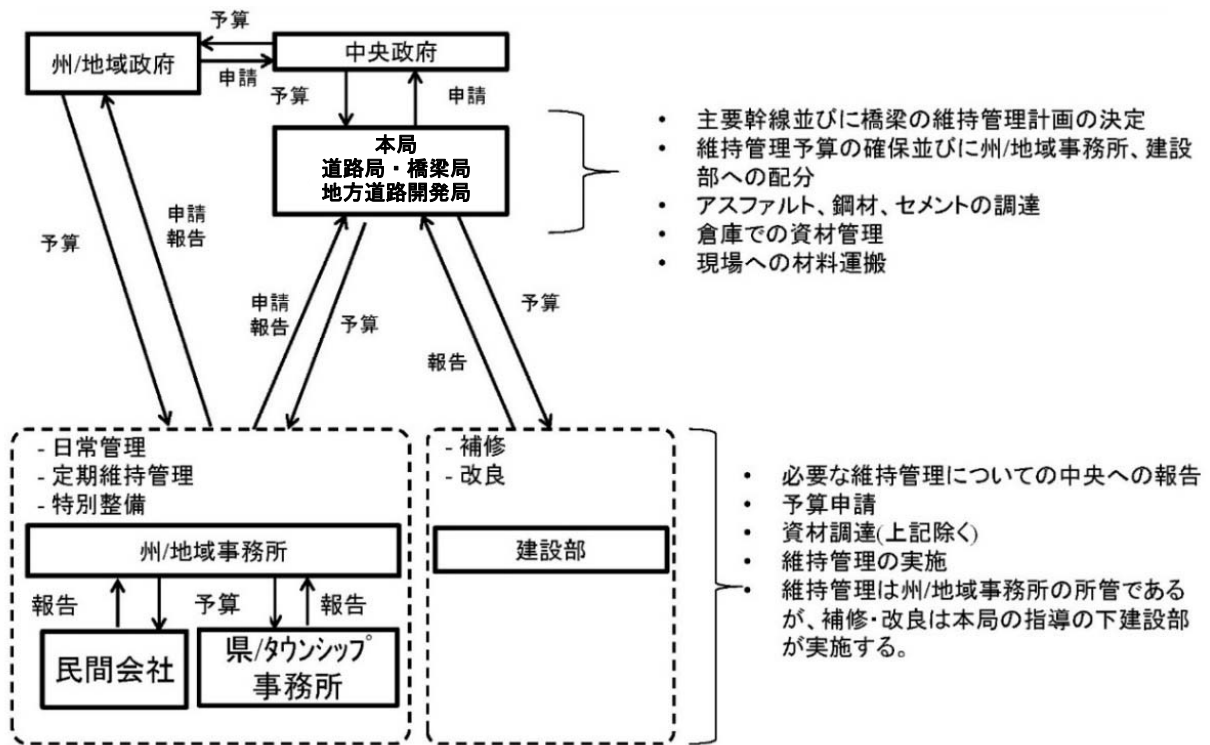 予算
州/地域政府
中央政府
申請
予算
申請
本局
道路局・橋梁局
地方道路開発局
• 主要幹線並びに橋梁の維持管理計画の決定
• 維持管理予算の確保並びに州/地域事務所、建設
部への配分
• アスファルト、鋼材、セメントの調達
• 倉庫での資材管理
• 現場への材料運搬
予算
申請
報告
申請
報告
予算
報告
予算
- 日常管理
- 定期維持管理
- 特別整備
州/地域事務所
報告
予算
報告
民間会社
県/タウンシップ
事務所
- 補修
- 改良
建設部
• 必要な維持管理についての中央への報告
• 予算申請
• 資材調達(上記除く)
• 維持管理の実施
• 維持管理は州/地域事務所の所管である
が、補修・改良は本局の指導の下建設部
が実施する。